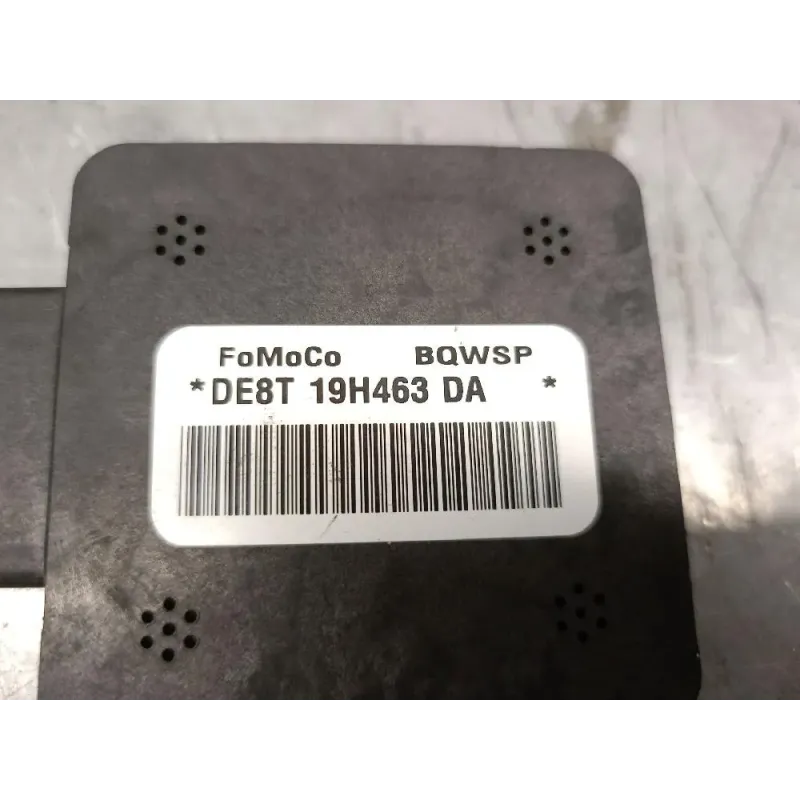 FoMoCo BQWSP
*DE8T 19H463 DA *